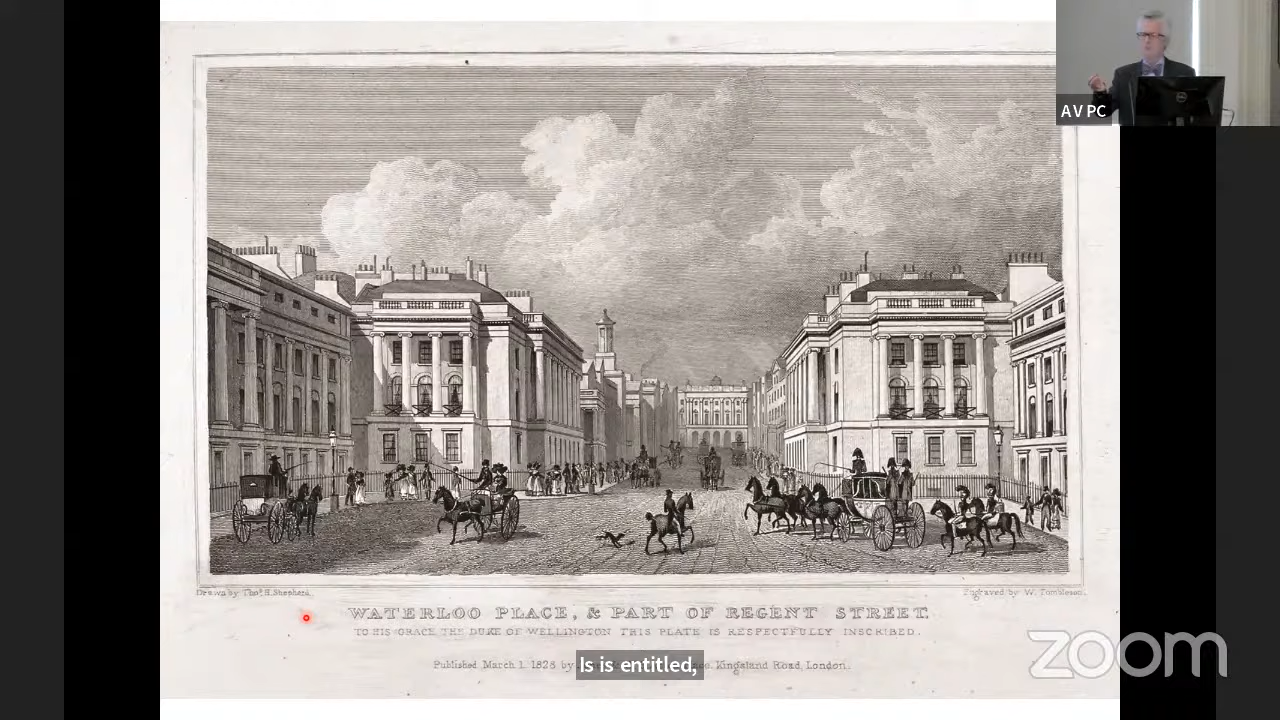 A V PC
Drawn by Thos. H. Shepherd.
Engraved by W. Tombleson.
WATERLOO PLACE, & PART OF REGENT STREET.
TO HIS GRACE THE DUKE OF WELLINGTON THIS PLATE IS RESPECTFULLY INSCRIBED.
Published March 1. 1828 by Kingsland Road, London.
Is is entitled,
zoom